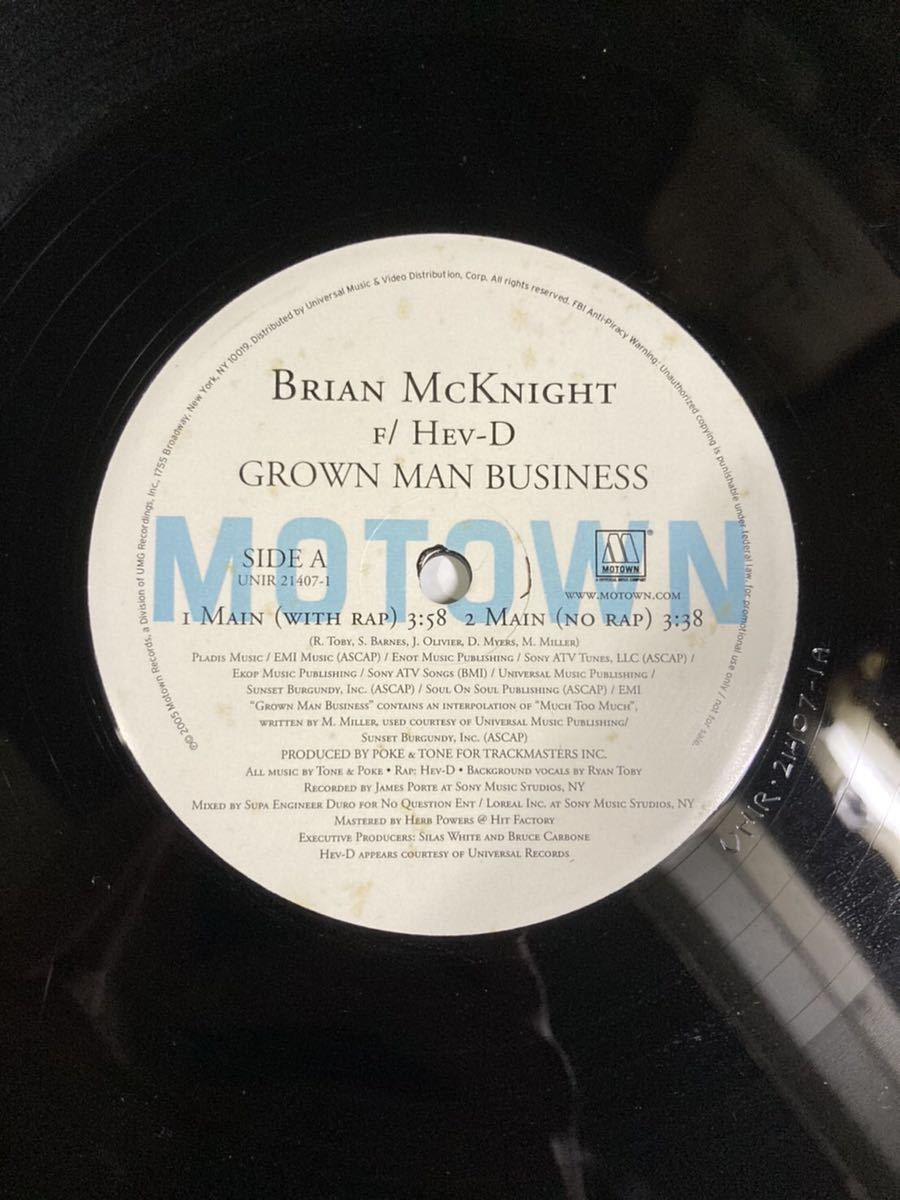 BRIAN MCKNIGHT
F/ HEV-D
GROWN MAN BUSINESS
MOTOWN
SIDE A
UNIR 21407-1
MOTOWN
A UNIVERSAL MUSIC COMPANY
®
WWW.MOTOWN.COM
1 MAIN (WITH RAP) 3:58 2 MAIN (NO RAP) 3:38
(R. TOBY, S. BARNES, J. OLIVIER, D. MYERS, M. MILLER)
PLADIS MUSIC / EMI MUSIC (ASCAP) / ENOT MUSIC PUBLISHING / SONY ATV TUNES, LLC (ASCAP) /
EKOP MUSIC PUBLISHING / SONY ATV SONGS (BMI) / UNIVERSAL MUSIC PUBLISHING /
SUNSET BURGUNDY, INC. (ASCAP) / SOUL ON SOUL PUBLISHING (ASCAP) / EMI
“GROWN MAN BUSINESS” CONTAINS AN INTERPOLATION OF “MUCH TOO MUCH”,
WRITTEN BY M. MILLER, USED COURTESY OF UNIVERSAL MUSIC PUBLISHING/
SUNSET BURGUNDY, INC. (ASCAP)
PRODUCED BY POKE & TONE FOR TRACKMASTERS INC.
ALL MUSIC BY TONE & POKE • RAP: HEV-D • BACKGROUND VOCALS BY RYAN TOBY
RECORDED BY JAMES PORTE AT SONY MUSIC STUDIOS, NY
MIXED BY SUPA ENGINEER DURO FOR NO QUESTION ENT / LOREAL INC. AT SONY MUSIC STUDIOS, NY
MASTERED BY HERB POWERS @ HIT FACTORY
EXECUTIVE PRODUCERS: SILAS WHITE AND BRUCE CARBONE
HEV-D APPEARS COURTESY OF UNIVERSAL RECORDS
℗© 2005 Motown Records, a Division of UMG Recordings, Inc. 1755 Broadway, New York, NY 10019. Distributed by Universal Music & Video Distribution, Corp. All rights reserved. FBI Anti-Piracy Warning: Unauthorized copying is punishable under federal law. for promotional use only / not for sale.
UNIR-21407-1A